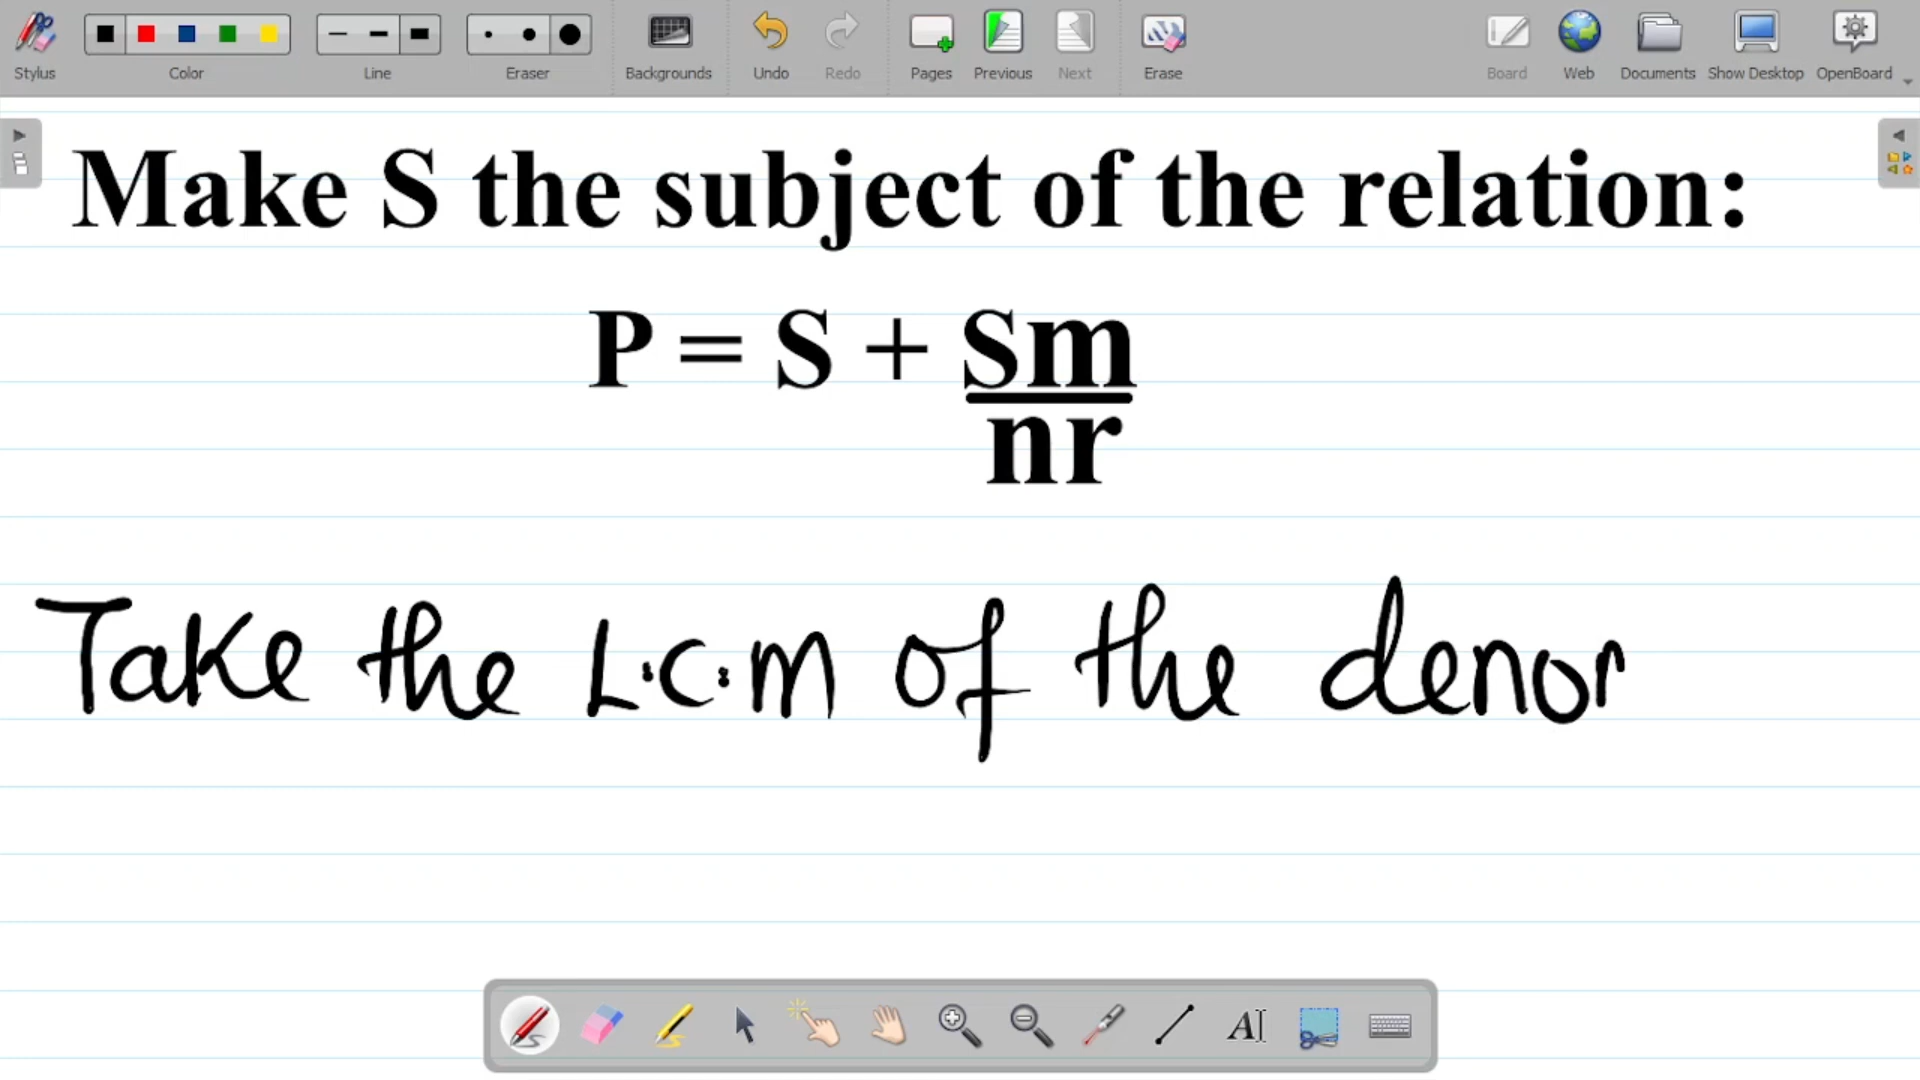 Stylus Color Line Eraser Backgrounds Undo Redo Pages Previous Next Erase Board Web Documents Show Desktop OpenBoard
Make S the subject of the relation:
P = S + Sm
nr
Take the L.C.M of the denor
AI